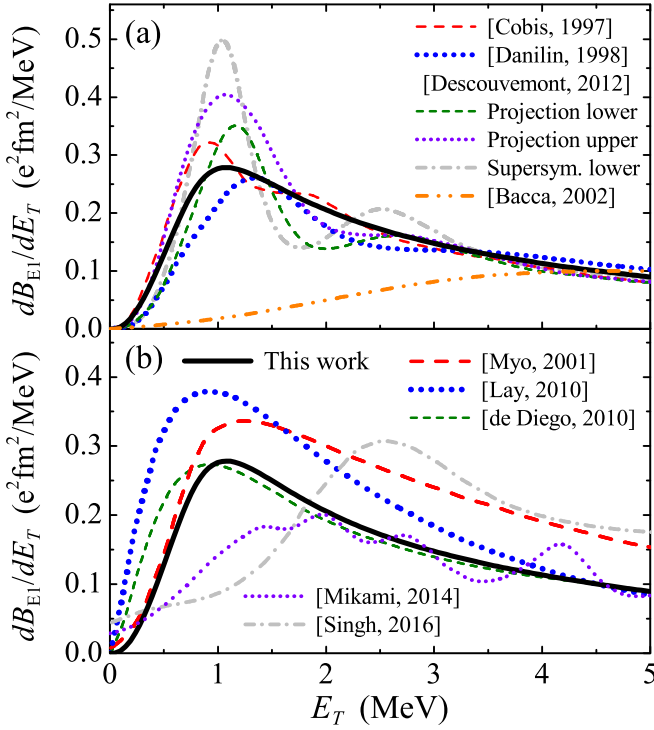 (a)
[Cobis, 1997]
[Danilin, 1998]
[Descouvemont, 2012]
Projection lower
Projection upper
Supersym. lower
[Bacca, 2002]
dB_E1/dE_T (e²fm²/MeV)
0.5
0.4
0.3
0.2
0.1
0.0
(b)
This work
[Myo, 2001]
[Lay, 2010]
[de Diego, 2010]
[Mikami, 2014]
[Singh, 2016]
dB_E1/dE_T (e²fm²/MeV)
0.4
0.3
0.2
0.1
0.0
0 1 2 3 4 5
E_T (MeV)